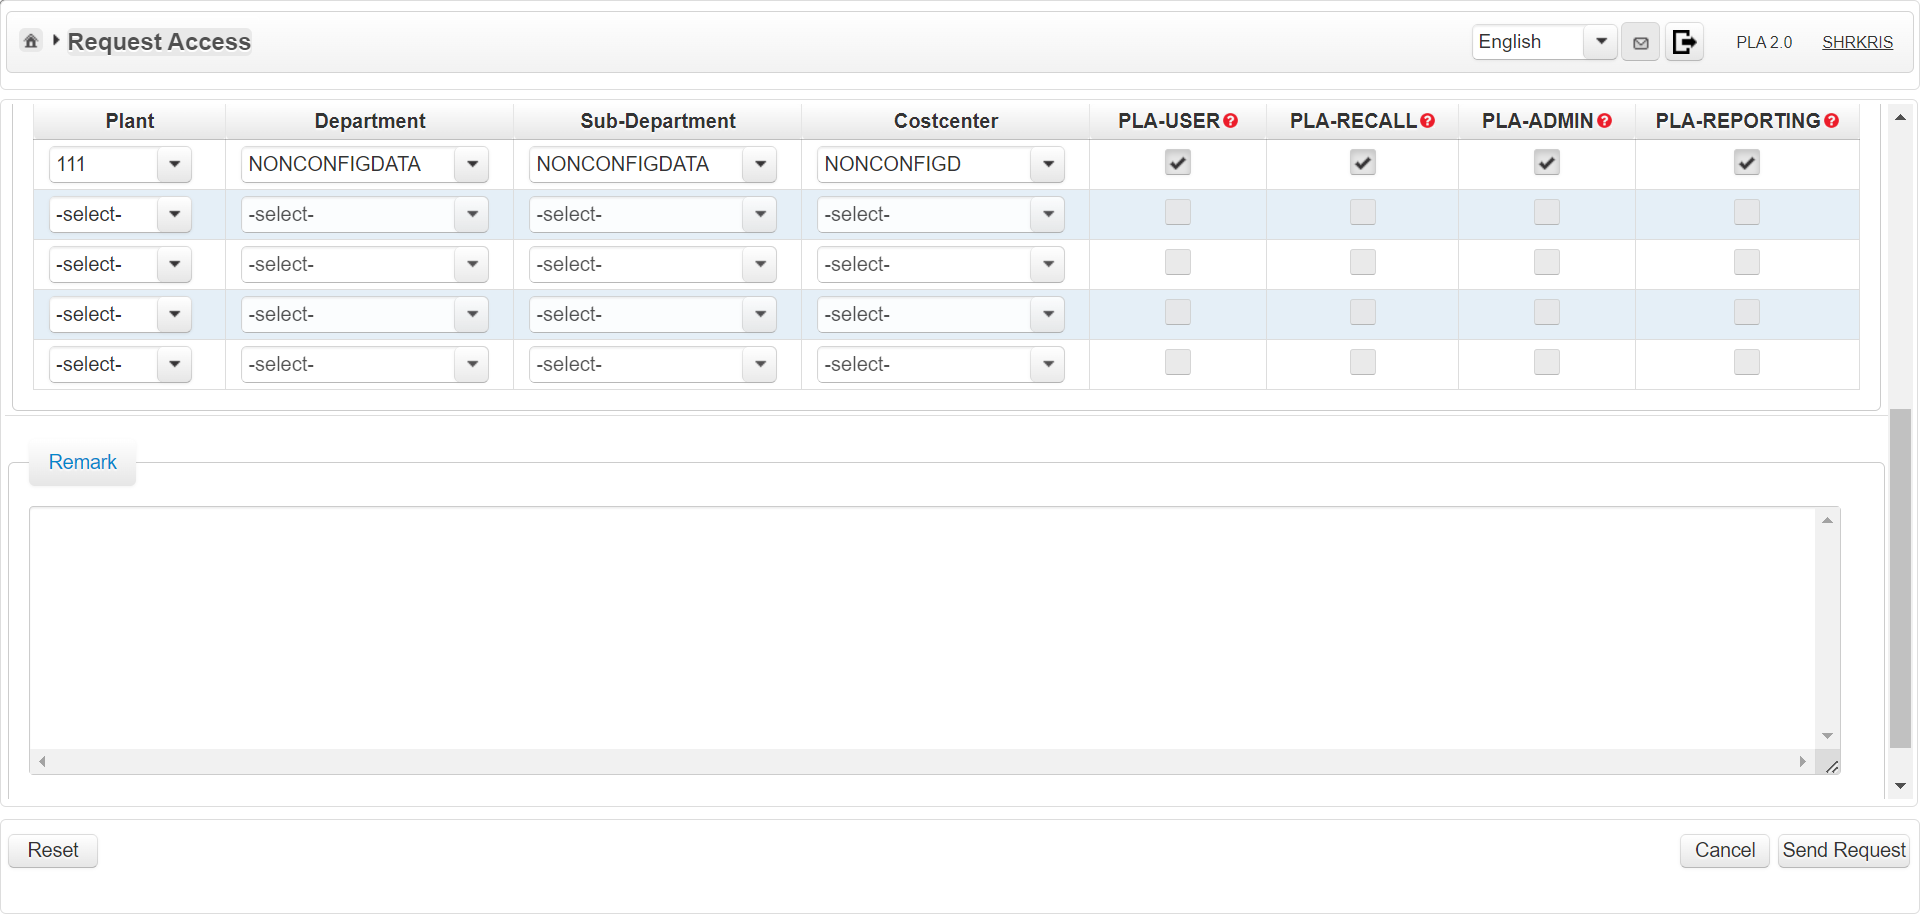 Request Access
English
PLA 2.0
SHRKRIS
Plant Department Sub-Department Costcenter PLA-USER? PLA-RECALL? PLA-ADMIN? PLA-REPORTING?
111 NONCONFIGDATA NONCONFIGDATA NONCONFIGD
-select- -select- -select- -select-
-select- -select- -select- -select-
-select- -select- -select- -select-
-select- -select- -select- -select-
Remark
Reset
Cancel
Send Request